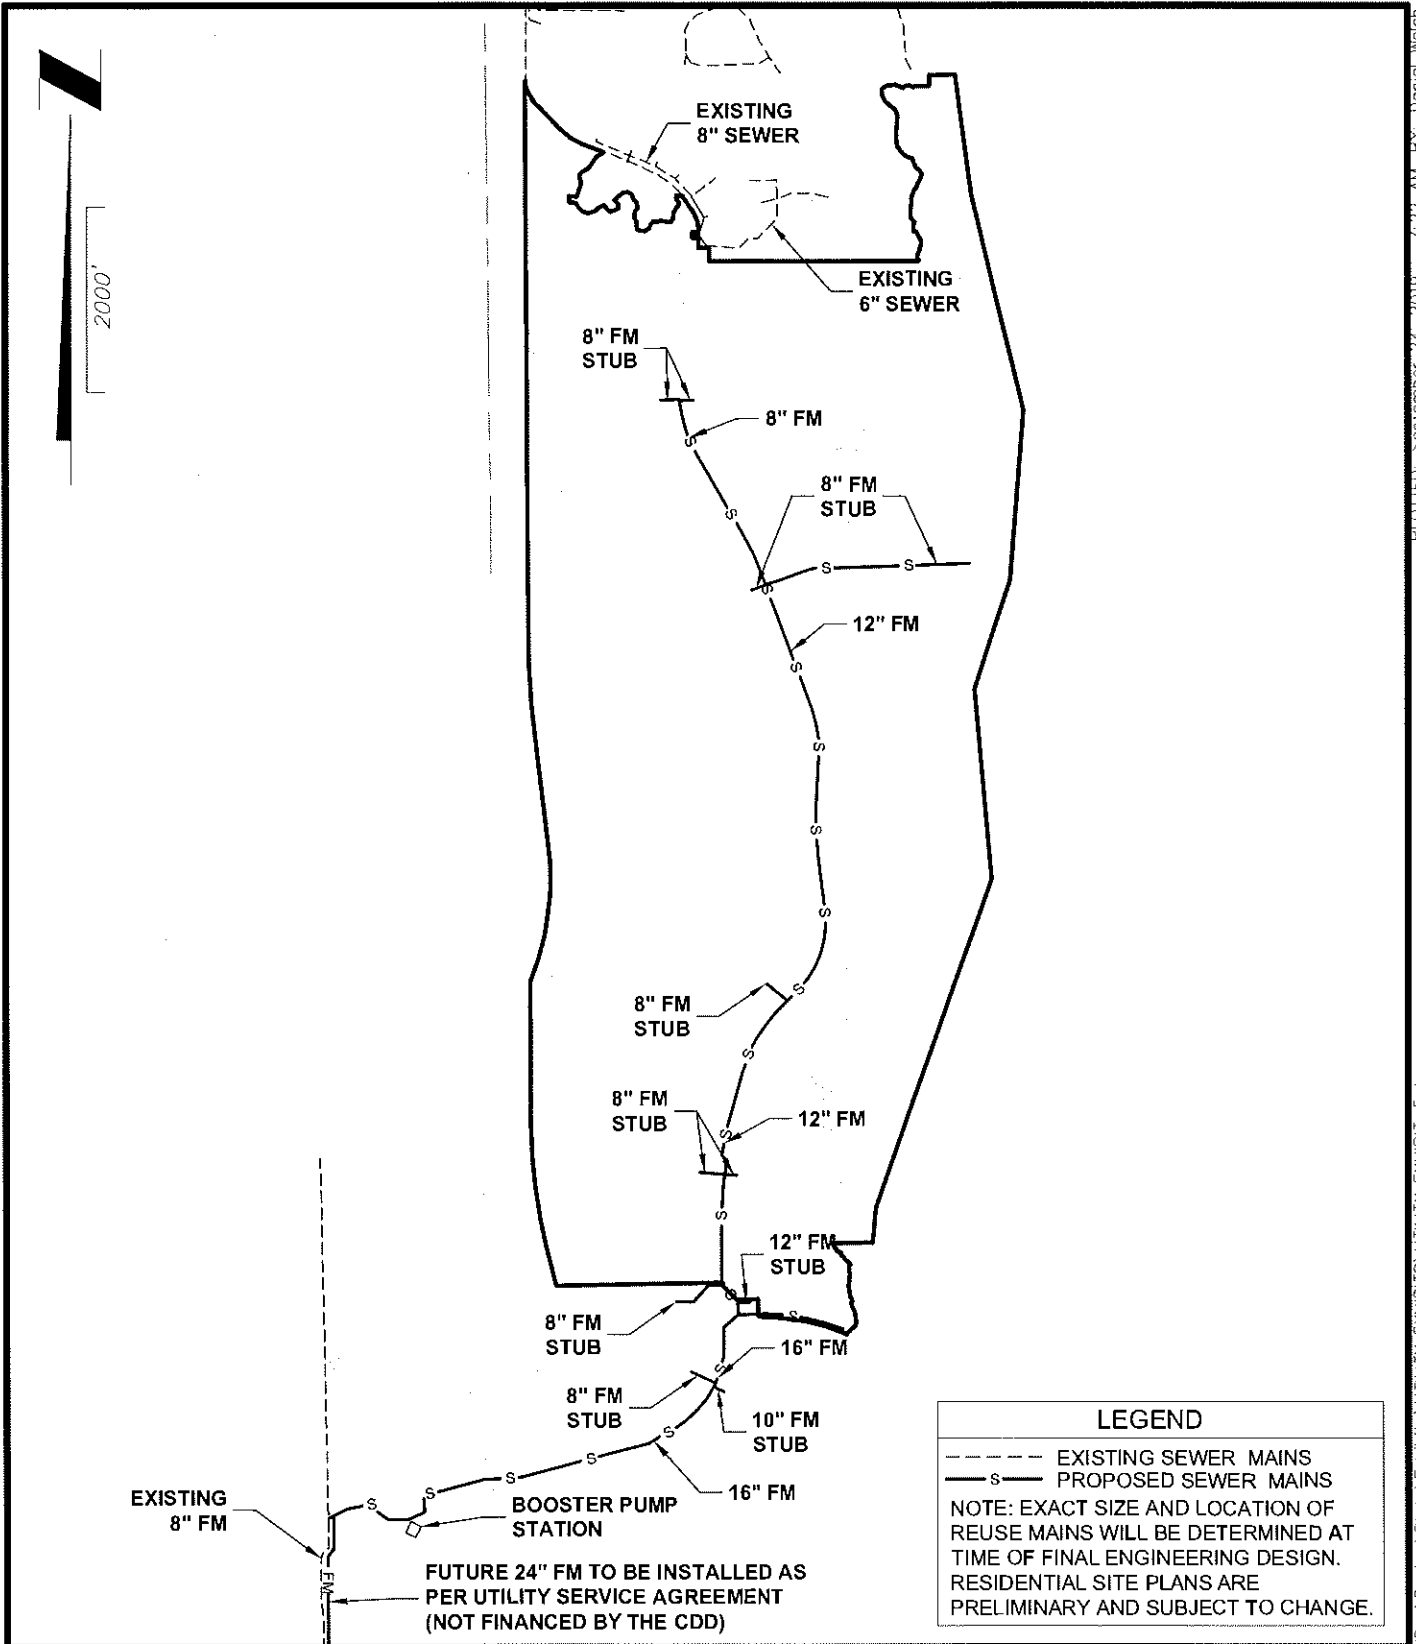 EXISTING
8" SEWER
2000'
EXISTING
6" SEWER
8" FM
STUB
8" FM
8" FM
STUB
S
S
S
S
S
12" FM
S
S
S
S
8" FM
STUB
S
S
8" FM
STUB
12" FM
S
S
12" FM
STUB
S
S
8" FM
STUB
16" FM
S
8" FM
STUB
10" FM
STUB
S
S
S
16" FM
S
S
EXISTING
8" FM
BOOSTER PUMP
STATION
FM
FUTURE 24" FM TO BE INSTALLED AS
PER UTILITY SERVICE AGREEMENT
(NOT FINANCED BY THE CDD)
LEGEND
EXISTING SEWER MAINS
S PROPOSED SEWER MAINS
NOTE: EXACT SIZE AND LOCATION OF
REUSE MAINS WILL BE DETERMINED AT
TIME OF FINAL ENGINEERING DESIGN.
RESIDENTIAL SITE PLANS ARE
PRELIMINARY AND SUBJECT TO CHANGE.